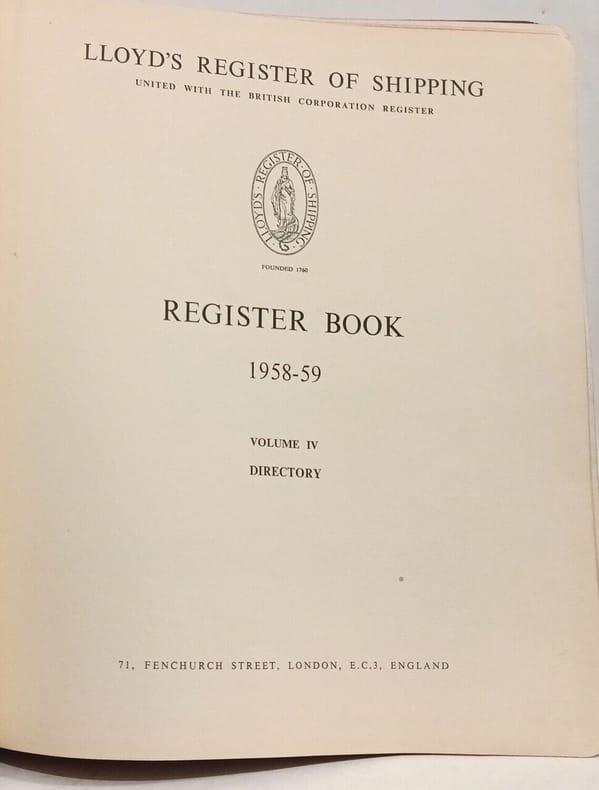 LLOYD'S REGISTER OF SHIPPING
UNITED WITH THE BRITISH CORPORATION REGISTER
LLOYD'S · REGISTER · OF · SHIPPING
FOUNDED 1760
REGISTER BOOK
1958-59
VOLUME IV
DIRECTORY
71, FENCHURCH STREET, LONDON, E.C.3, ENGLAND